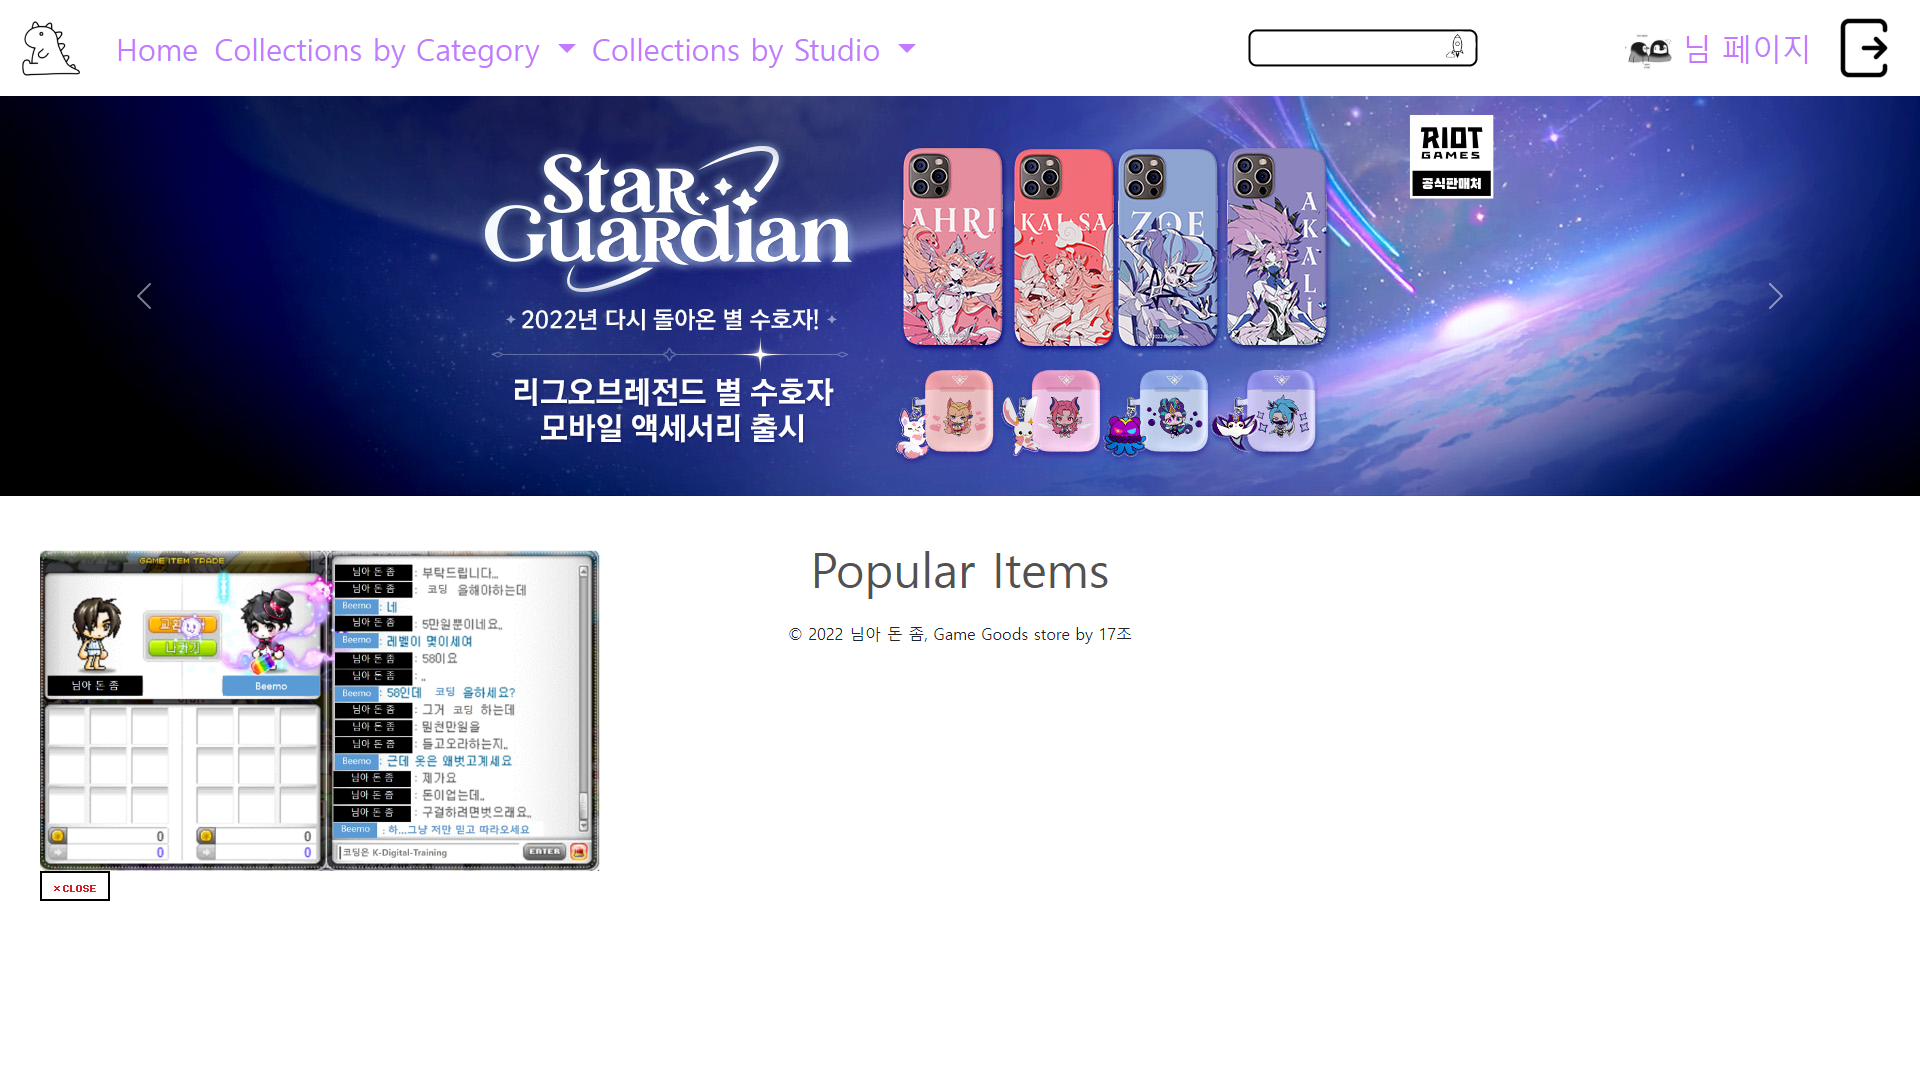 Home Collections by Category Collections by Studio
님 페이지
Star Guardian
2022년 다시 돌아온 별 수호자!
리그오브레전드 별 수호자
모바일 액세서리 출시
AHRI
KAI'SA
ZOE
AKALI
RIOT
GAMES
공식판매처
GAME ITEM TRADE
나가기
님아 돈 좀
Beemo
0
0
0
0
님아 돈 좀 : 부탁드립니다...
님아 돈 좀 : 코딩 을해야하는데
Beemo : 네
님아 돈 좀 : 5만원뿐이네요..
Beemo : 레벨이 몇이세여
님아 돈 좀 : 58이요
님아 돈 좀 : ..
Beemo : 58인데 코딩 을하세요?
님아 돈 좀 : 그거 코딩 하는데
님아 돈 좀 : 뭔천만원을
님아 돈 좀 : 들고오라하는지..
Beemo : 근데 옷은 왜벗고계세요
님아 돈 좀 : 제가요
님아 돈 좀 : 돈이업는데..
님아 돈 좀 : 구걸하려면벗으래요..
Beemo : 하...그냥 저만 믿고 따라오세요
코딩은 K-Digital-Training
ENTER
×CLOSE
Popular Items
© 2022 님아 돈 좀, Game Goods store by 17조